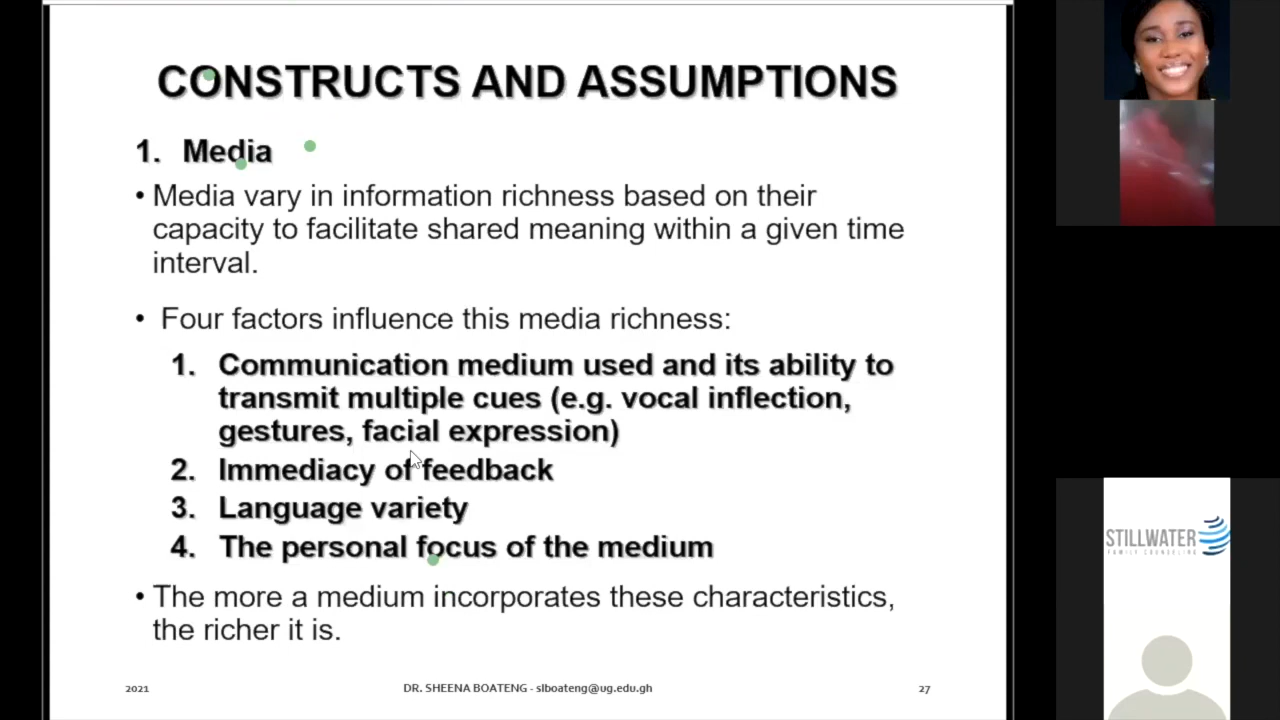 CONSTRUCTS AND ASSUMPTIONS
1. Media
• Media vary in information richness based on their
capacity to facilitate shared meaning within a given time
interval.
• Four factors influence this media richness:
1. Communication medium used and its ability to
transmit multiple cues (e.g. vocal inflection,
gestures, facial expression)
2. Immediacy of feedback
3. Language variety
4. The personal focus of the medium
• The more a medium incorporates these characteristics,
the richer it is.
2021
DR. SHEENA BOATENG - slboateng@ug.edu.gh
27
STILLWATER
FAMILY COUNSELING